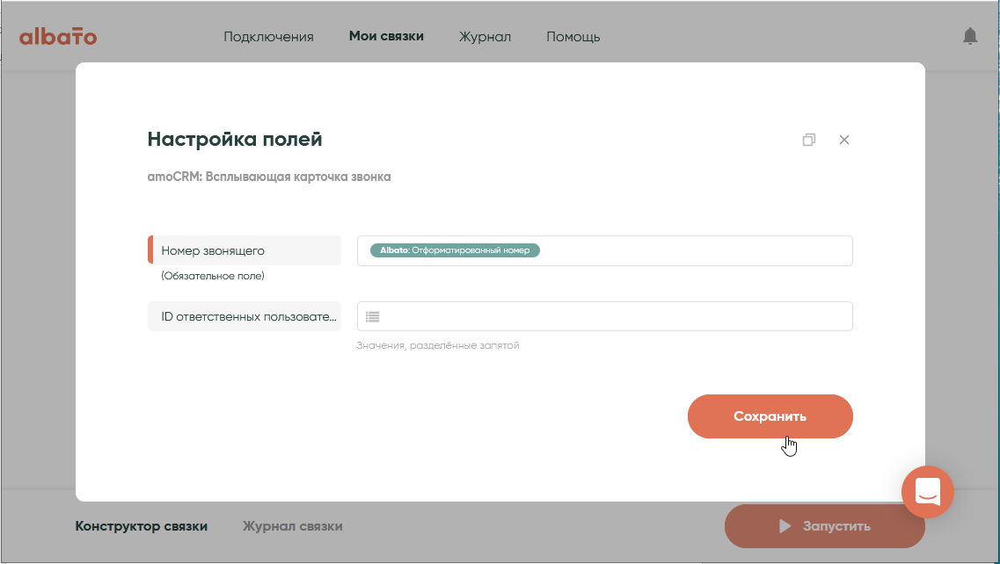 albato
Подключения Мои связки Журнал Помощь
Настройка полей
amoCRM: Всплывающая карточка звонка
Номер звонящего
Albato: Отформатированный номер
(Обязательное поле)
ID ответственных пользовате...
Значения, разделённые запятой
Сохранить
Конструктор связки Журнал связки
Запустить